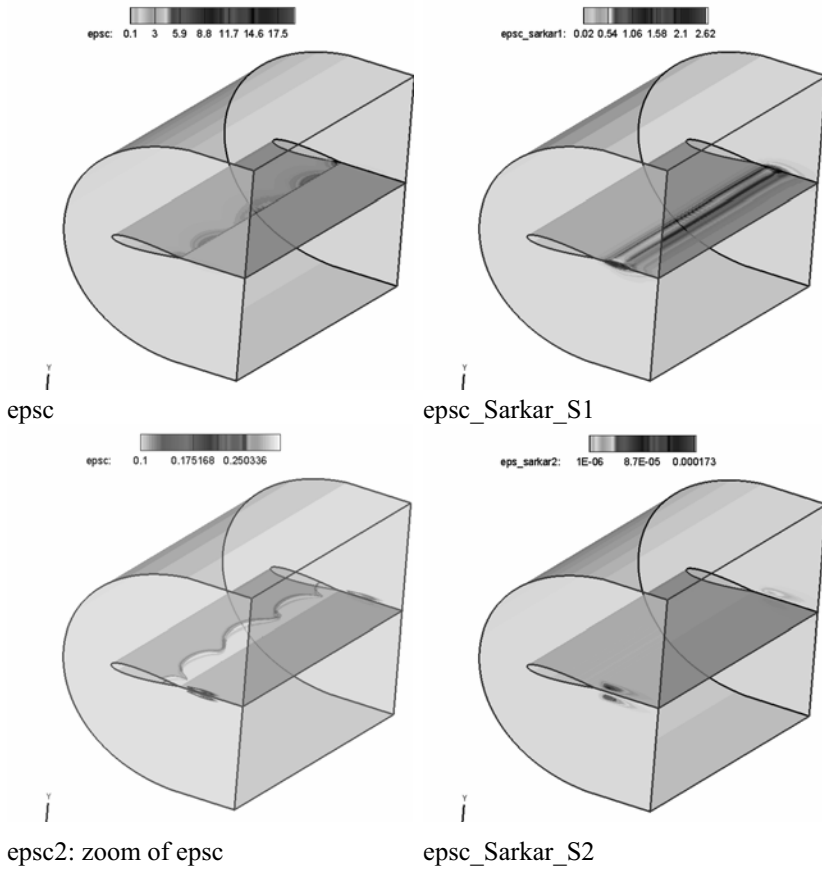 epsc: 0.1 3 5.9 8.8 11.7 14.6 17.5
epsc_sarkar1: 0.02 0.54 1.06 1.58 2.1 2.62
Y
Y
epsc
epsc_Sarkar_S1
epsc: 0.1 0.175168 0.250336
eps_sarkar2: 1E-06 8.7E-05 0.000173
Y
Y
epsc2: zoom of epsc
epsc_Sarkar_S2